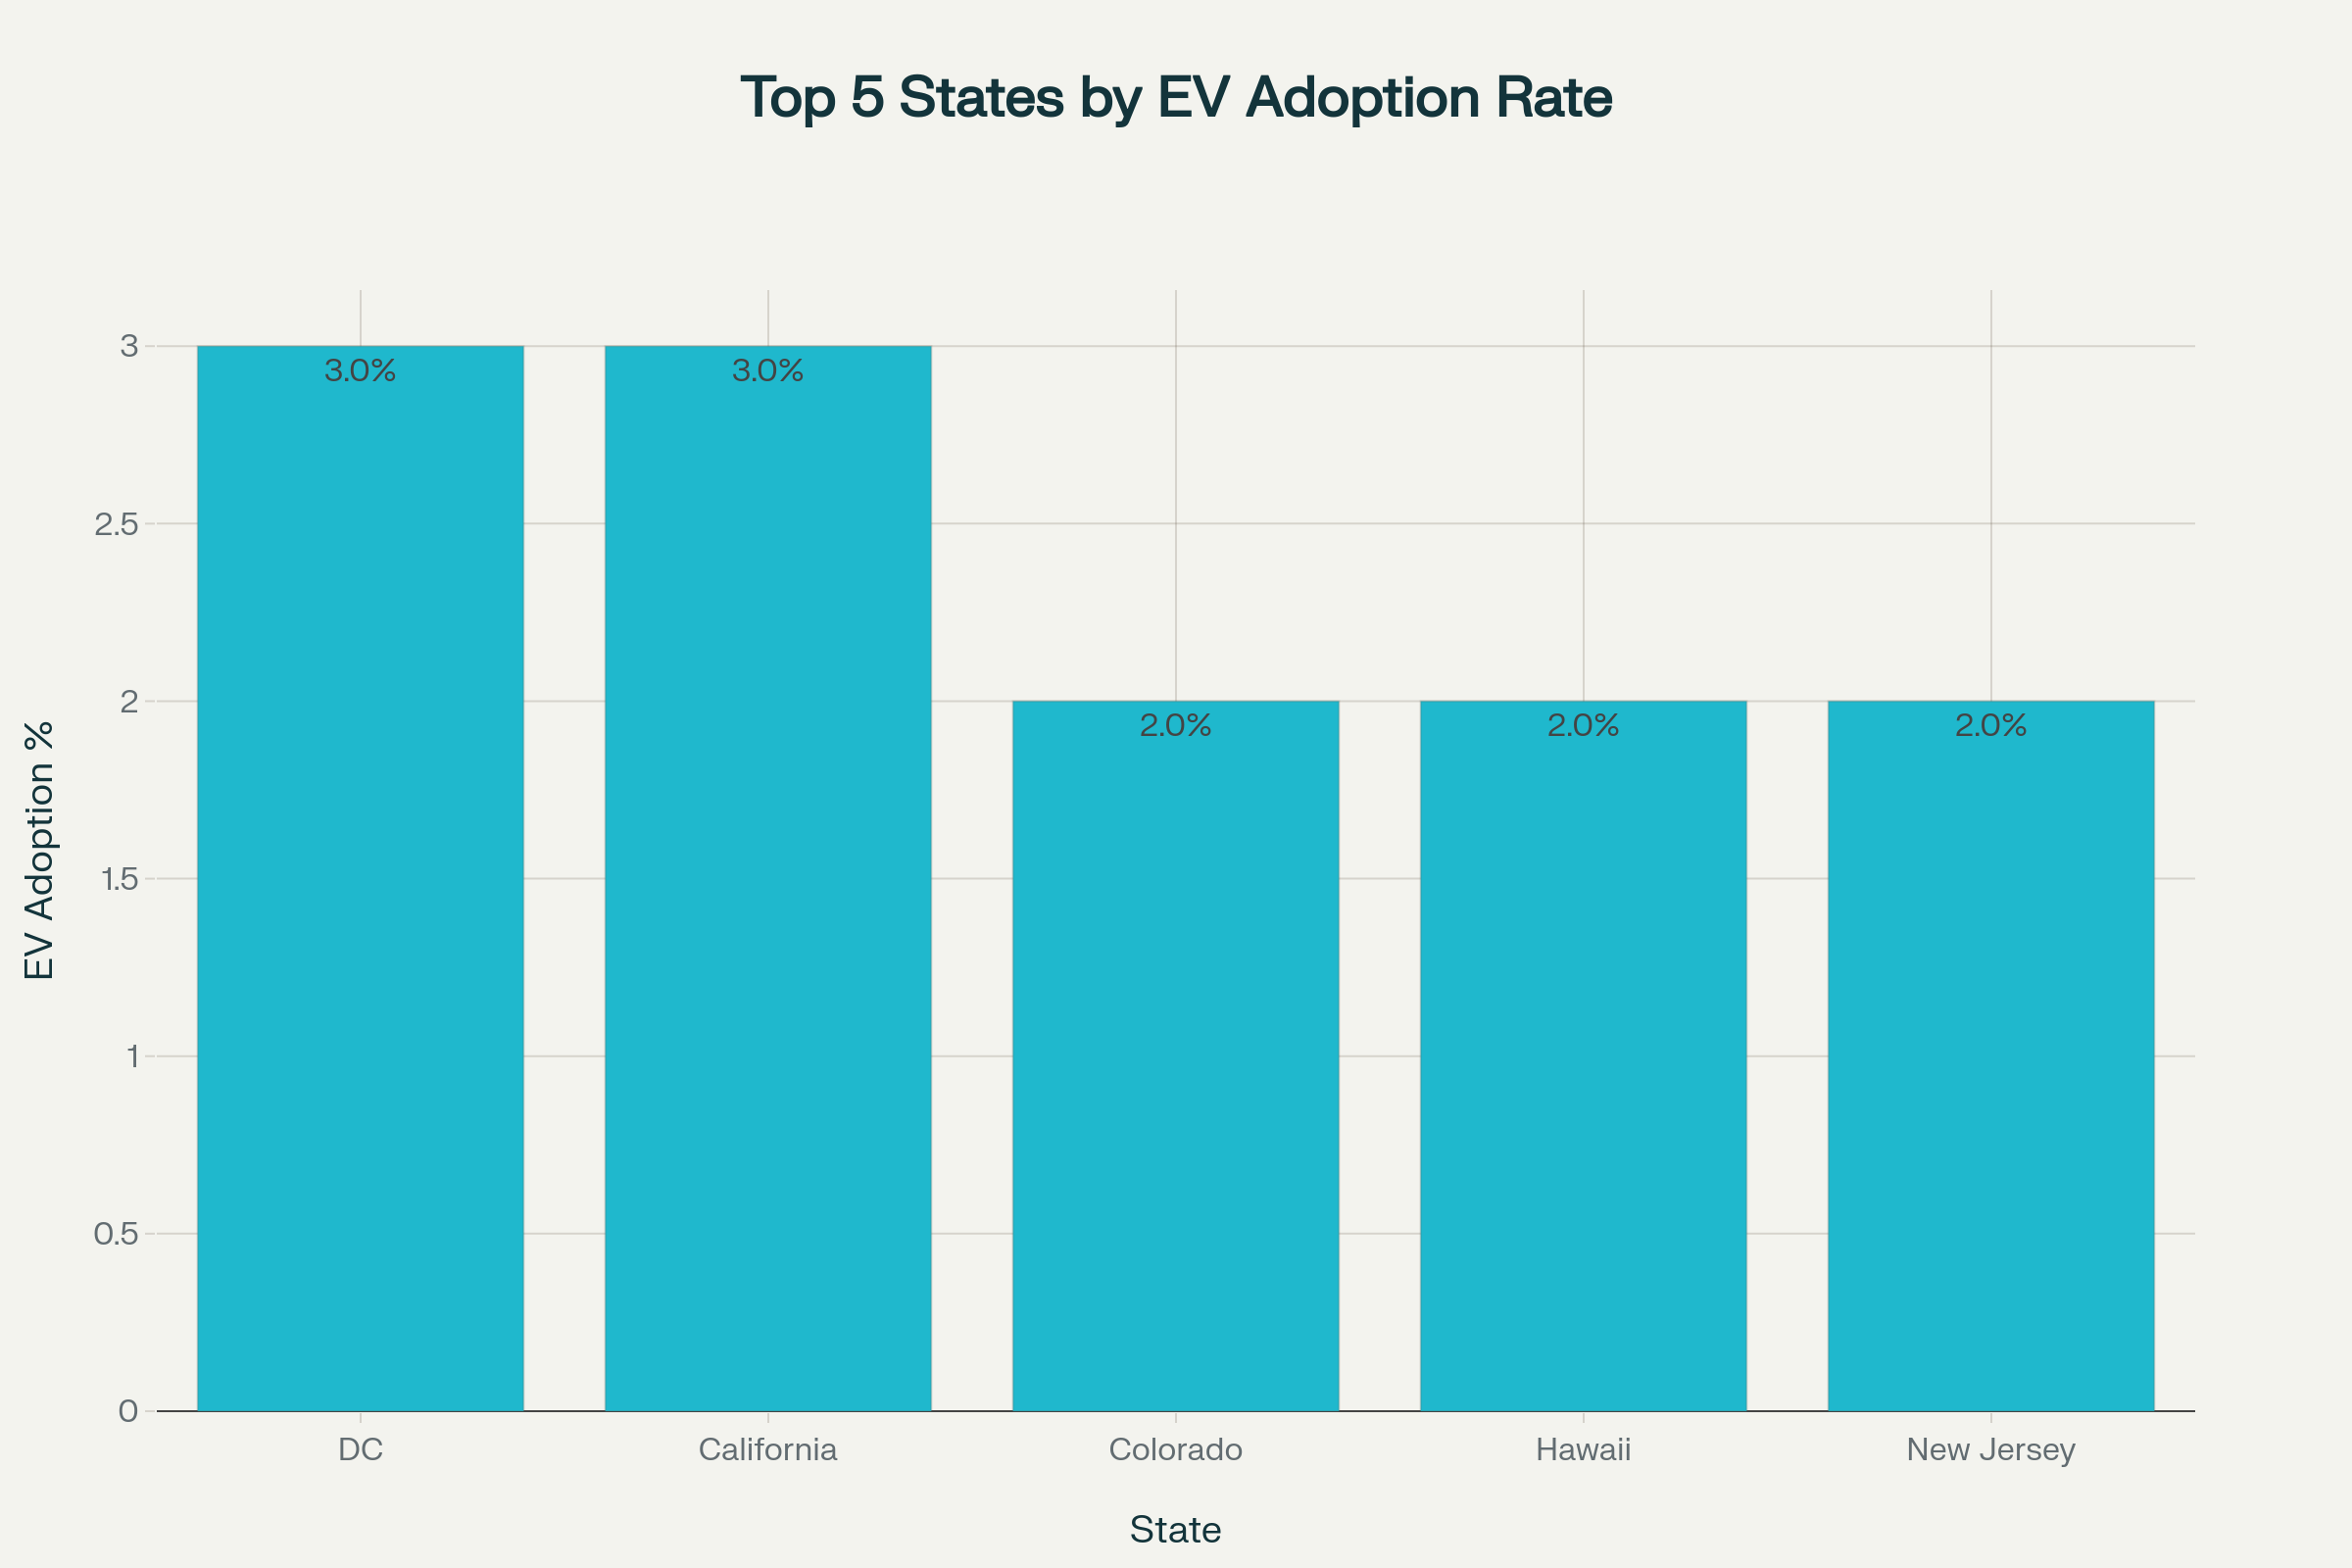 Top 5 States by EV Adoption Rate
EV Adoption %
3
2.5
2
1.5
1
0.5
0
3.0%
3.0%
2.0%
2.0%
2.0%
DC
California
Colorado
Hawaii
New Jersey
State